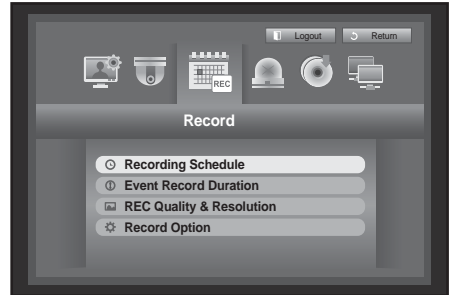 Logout Return
REC
Record
Recording Schedule
Event Record Duration
REC Quality & Resolution
Record Option